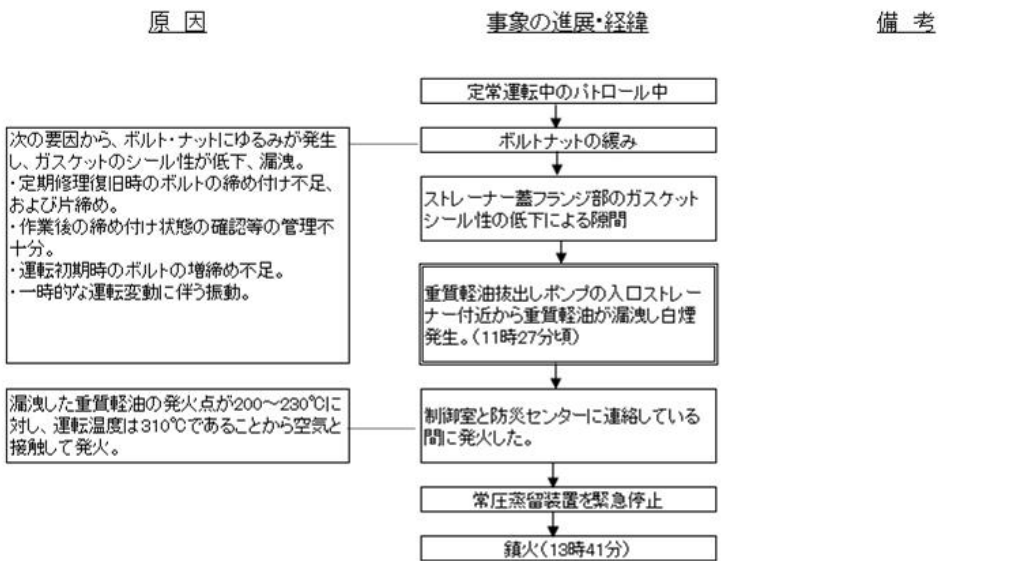 原 因
事象の進展・経緯
備 考
定常運転中のパトロール中
次の要因から、ボルト・ナットにゆるみが発生
し、ガスケットのシール性が低下、漏洩。
・定期修理復旧時のボルトの締め付け不足、
および片締め。
・作業後の締め付け状態の確認等の管理不
十分。
・運転初期時のボルトの増締め不足。
・一時的な運転変動に伴う振動。
ボルトナットの緩み
ストレーナー蓋フランジ部のガスケット
シール性の低下による隙間
重質軽油抜出しポンプの入口ストレー
ナー付近から重質軽油が漏洩し白煙
発生。(11時27分頃)
漏洩した重質軽油の発火点が200～230℃に
対し、運転温度は310℃であることから空気と
接触して発火。
制御室と防災センターに連絡している
間に発火した。
常圧蒸留装置を緊急停止
鎮火(13時41分)